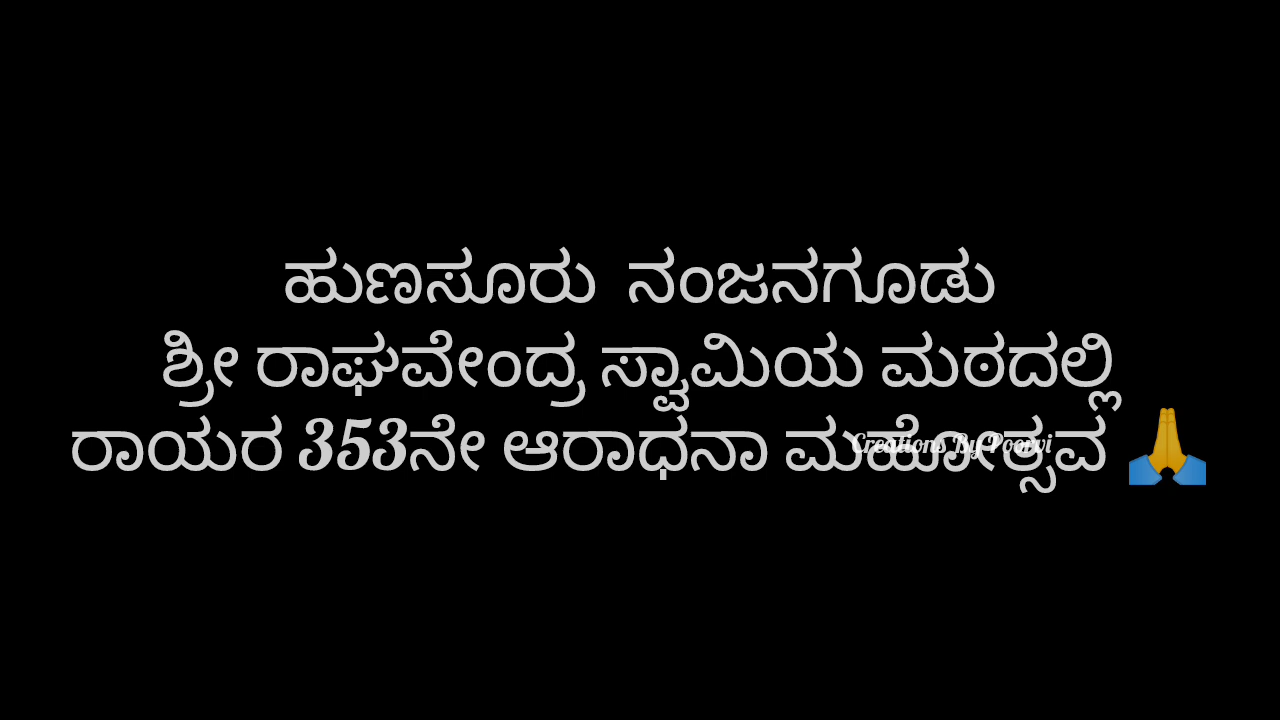 ಹುಣಸೂರು ನಂಜನಗೂಡು
ಶ್ರೀ ರಾಘವೇಂದ್ರ ಸ್ವಾಮಿಯ ಮಠದಲ್ಲಿ
ರಾಯರ 353ನೇ ಆರಾಧನಾ ಮಹೋತ್ಸವ 🙏
Creations By Poorvi